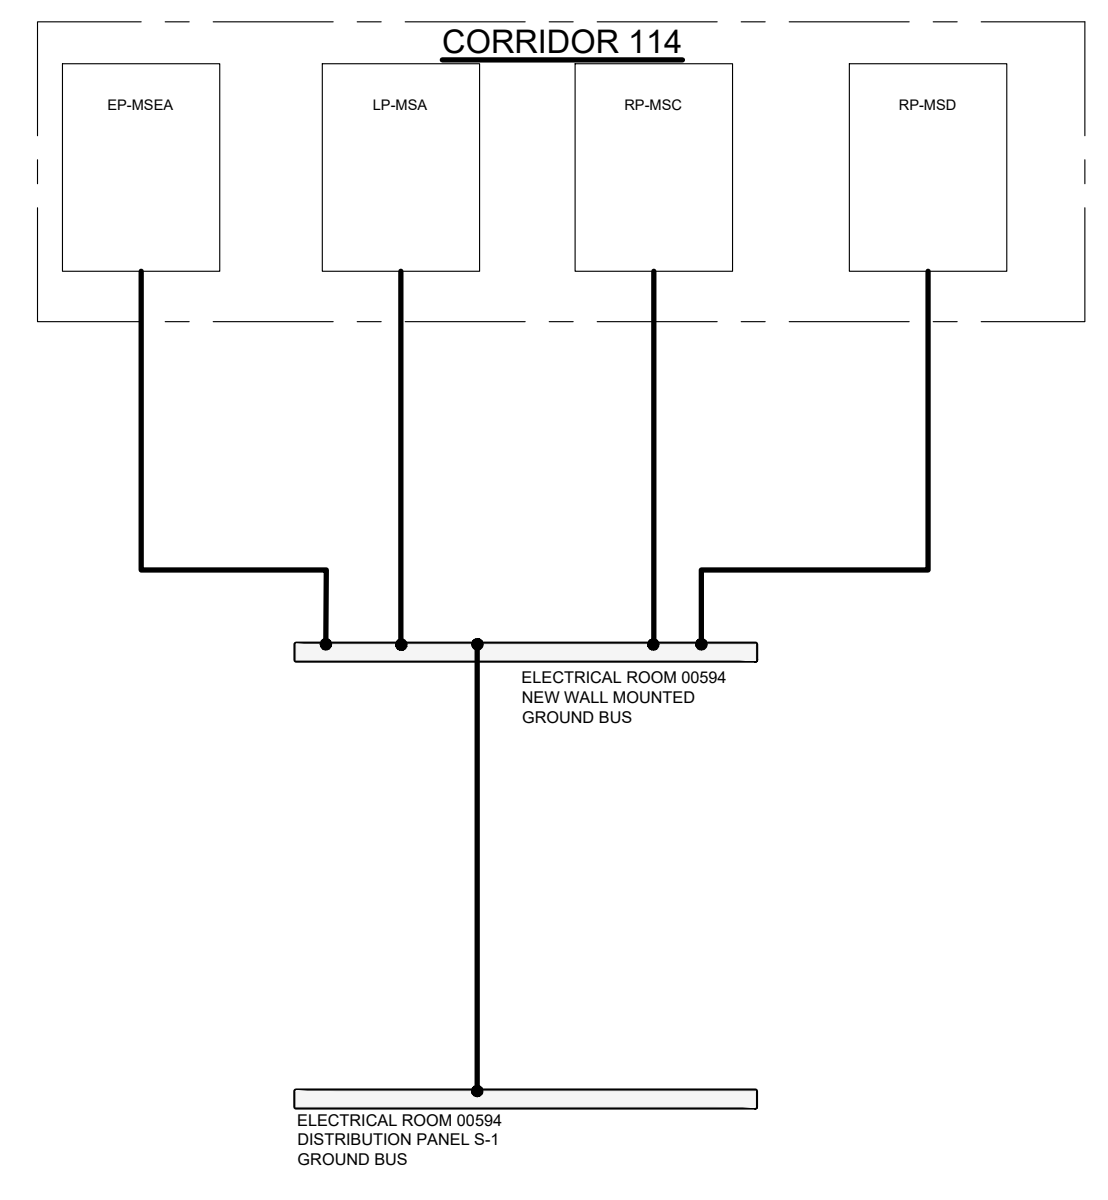 CORRIDOR 114
EP-MSEA
LP-MSA
RP-MSC
RP-MSD
ELECTRICAL ROOM 00594
NEW WALL MOUNTED
GROUND BUS
ELECTRICAL ROOM 00594
DISTRIBUTION PANEL S-1
GROUND BUS